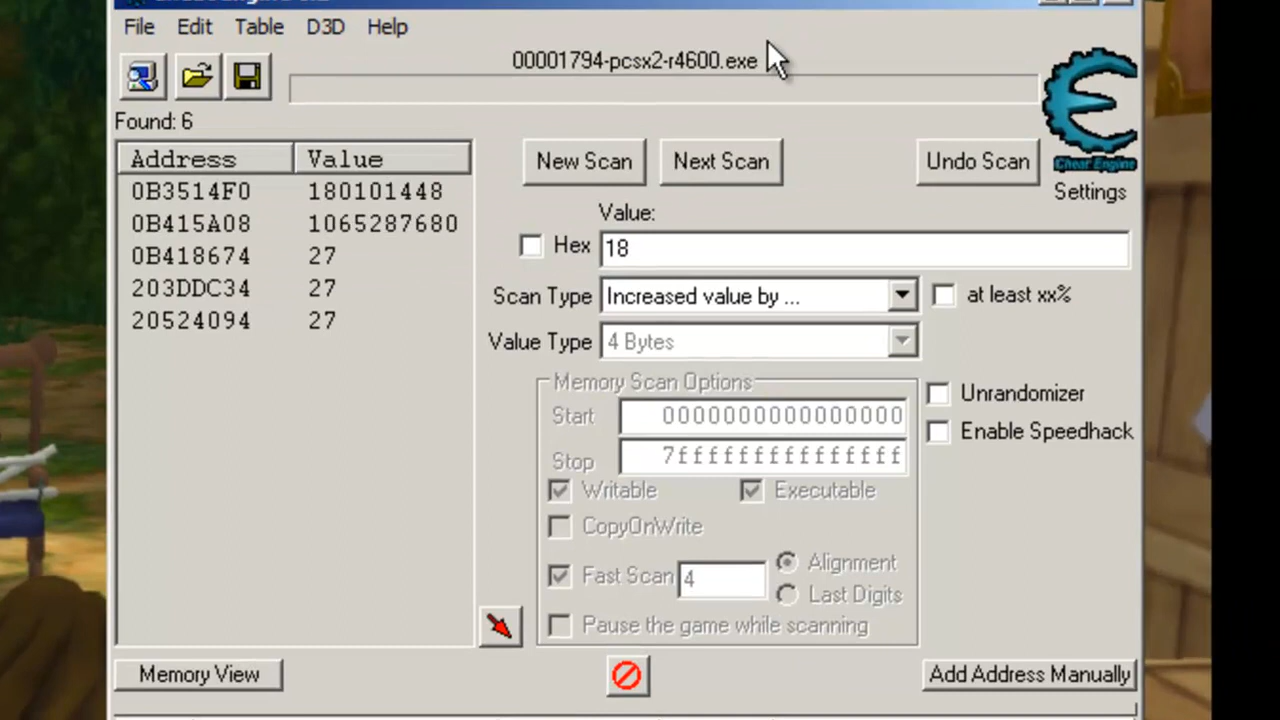 File Edit Table D3D Help
00001794-pcsx2-r4600.exe
Found: 6
Address Value
0B3514F0 180101448
0B415A08 1065287680
0B418674 27
203DDC34 27
20524094 27
New Scan Next Scan Undo Scan
Cheat Engine
Settings
Value:
Hex 18
Scan Type Increased value by ... at least xx%
Value Type 4 Bytes
Memory Scan Options
Start 0000000000000000
Stop 7fffffffffffffff
Unrandomizer
Enable Speedhack
Writable Executable
CopyOnWrite
Fast Scan 4 Alignment
Last Digits
Pause the game while scanning
Memory View Add Address Manually